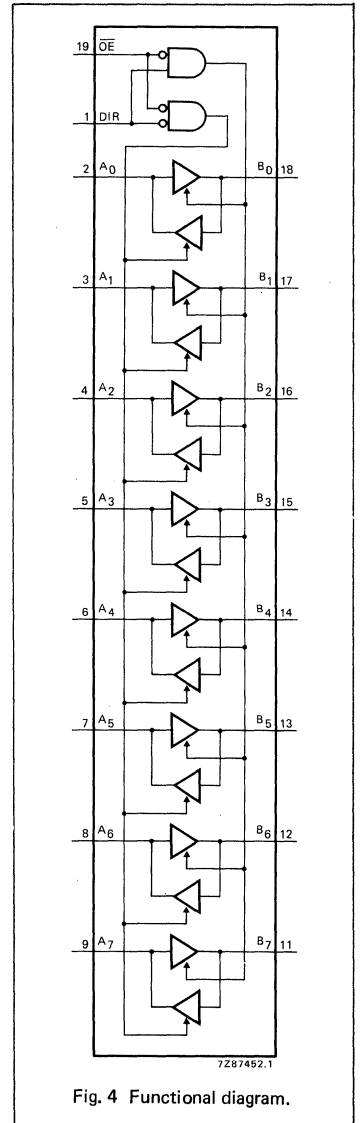 19 OE
1 DIR
2 A0 B0 18
3 A1 B1 17
4 A2 B2 16
5 A3 B3 15
6 A4 B4 14
7 A5 B5 13
8 A6 B6 12
9 A7 B7 11
7Z87452.1
Fig. 4 Functional diagram.